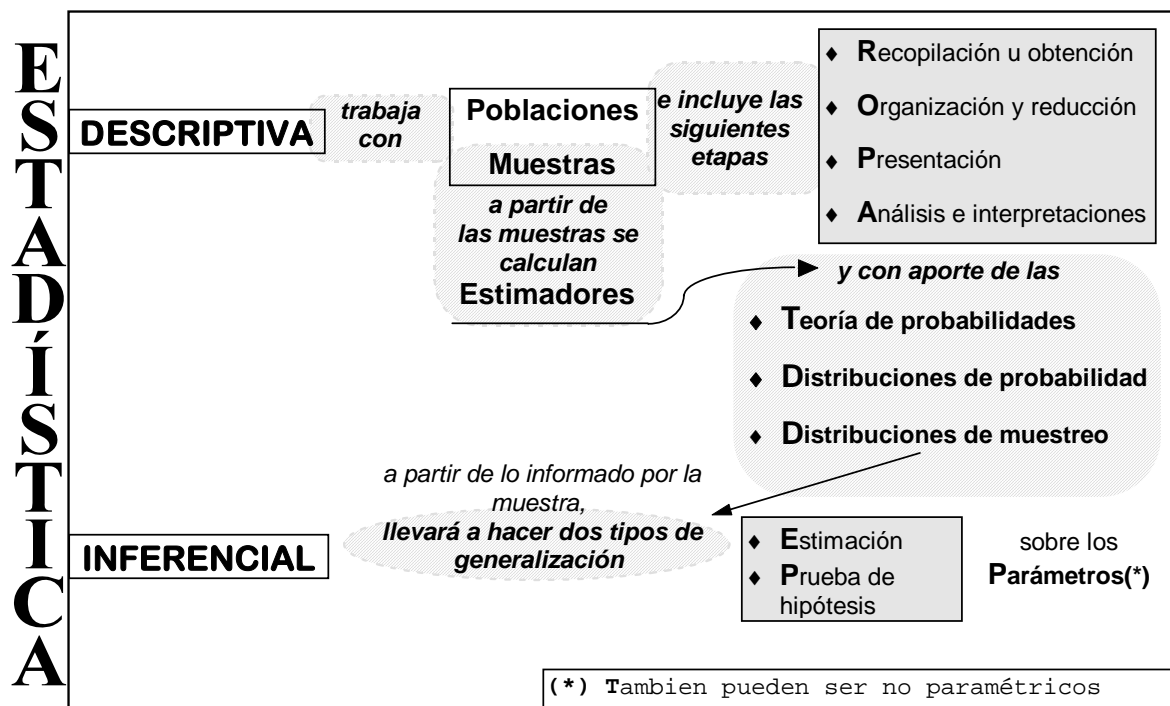 ESTADÍSTICA
DESCRIPTIVA
trabaja
con
Poblaciones
Muestras
a partir de
las muestras se
calculan
Estimadores
e incluye las
siguientes
etapas
♦ Recopilación u obtención
♦ Organización y reducción
♦ Presentación
♦ Análisis e interpretaciones
y con aporte de las
♦ Teoría de probabilidades
♦ Distribuciones de probabilidad
♦ Distribuciones de muestreo
INFERENCIAL
a partir de lo informado por la
muestra,
llevará a hacer dos tipos de
generalización
♦ Estimación
♦ Prueba de
hipótesis
sobre los
Parámetros(*)
(*) Tambien pueden ser no paramétricos